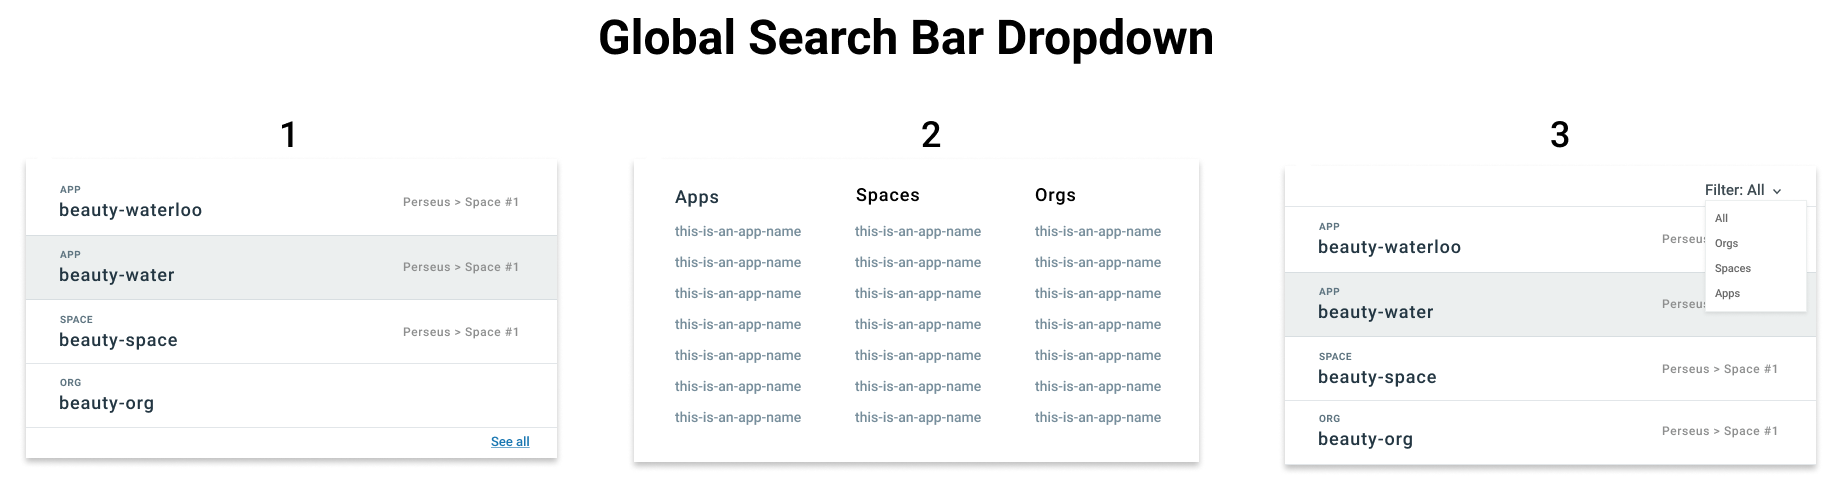 Global Search Bar Dropdown
1
APP
beauty-waterloo
Perseus > Space #1
APP
beauty-water
Perseus > Space #1
SPACE
beauty-space
Perseus > Space #1
ORG
beauty-org
See all
2
Apps
this-is-an-app-name
this-is-an-app-name
this-is-an-app-name
this-is-an-app-name
this-is-an-app-name
this-is-an-app-name
this-is-an-app-name
Spaces
this-is-an-app-name
this-is-an-app-name
this-is-an-app-name
this-is-an-app-name
this-is-an-app-name
this-is-an-app-name
this-is-an-app-name
Orgs
this-is-an-app-name
this-is-an-app-name
this-is-an-app-name
this-is-an-app-name
this-is-an-app-name
this-is-an-app-name
this-is-an-app-name
3
Filter: All
All
Orgs
Spaces
Apps
APP
beauty-waterloo
APP
beauty-water
SPACE
beauty-space
Perseus > Space #1
ORG
beauty-org
Perseus > Space #1